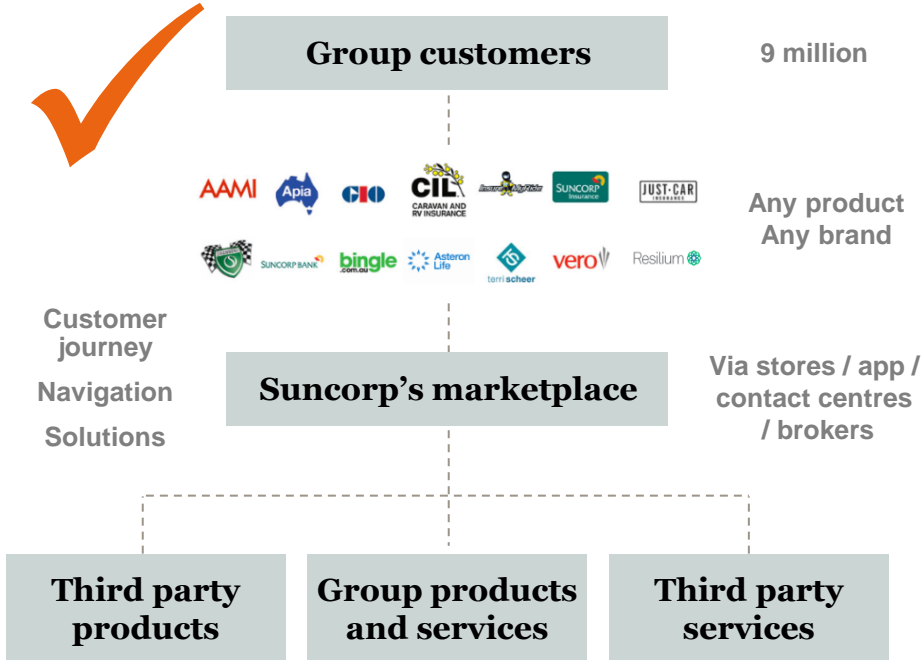 Group customers
9 million
AAMI
Apia
GIO
CIL
CARAVAN AND
RV INSURANCE
InsureMyRide
SUNCORP
Insurance
JUST·CAR
INSURANCE
Any product
Any brand
SUNCORP BANK
bingle
.com.au
Asteron
Life
terri scheer
vero
Resilium
Customer
journey
Navigation
Solutions
Suncorp’s marketplace
Via stores / app /
contact centres
/ brokers
Third party
products
Group products
and services
Third party
services